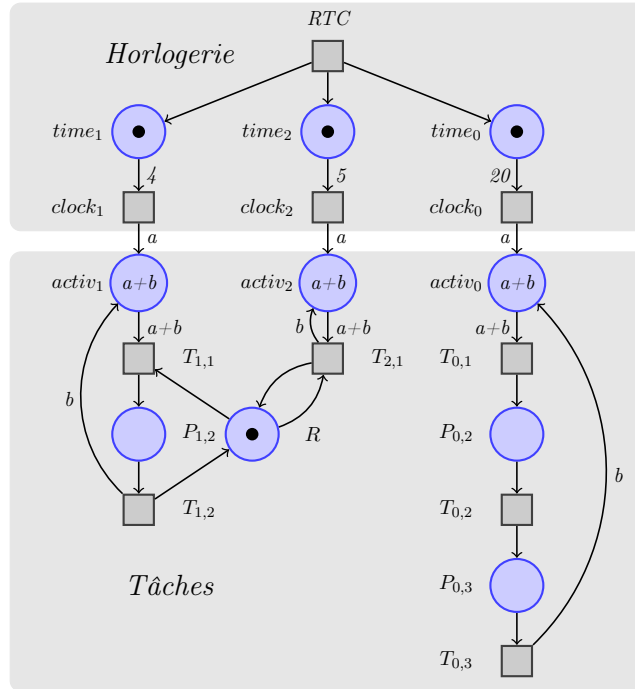 RTC
Horlogerie
time₁ time₂ time₀
4 5 20
clock₁ clock₂ clock₀
a a a
activ₁ a+b activ₂ a+b activ₀ a+b
a+b b a+b a+b
T₁,₁ T₂,₁ T₀,₁
b
P₁,₂ R P₀,₂
b
T₁,₂ T₀,₂
Tâches P₀,₃
T₀,₃